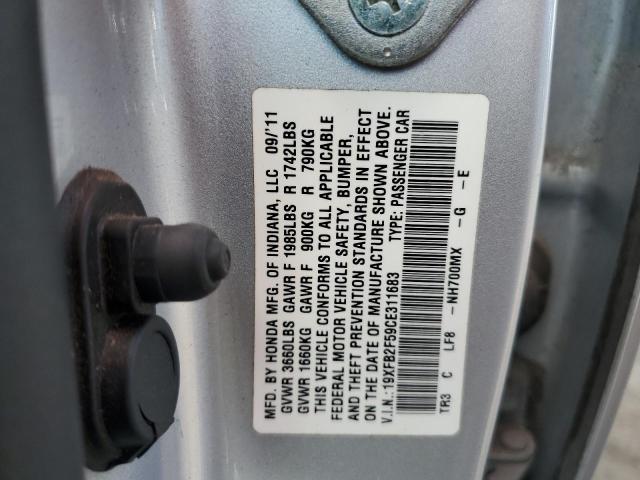 MFD. BY HONDA MFG. OF INDIANA, LLC 09/'11
GVWR 3660LBS GAWR F 1985LBS R 1742LBS
GVWR 1660KG GAWR F 900KG R 790KG
THIS VEHICLE CONFORMS TO ALL APPLICABLE
FEDERAL MOTOR VEHICLE SAFETY, BUMPER,
AND THEFT PREVENTION STANDARDS IN EFFECT
ON THE DATE OF MANUFACTURE SHOWN ABOVE.
V.I.N.: 19XFB2F59CE311683 TYPE: PASSENGER CAR
TR3 C LF8 - NH700MX - G - E